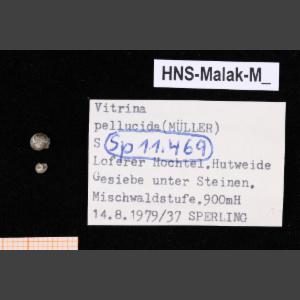 HNS-Malak-M_
Vitrina
pellucida(MÜLLER)
S Sp 11.469
Loferer Hochtel.Hutweide
Gesiebe unter Steinen.
Mischwaldstufe.900mH
14.8.1979/37 SPERLING